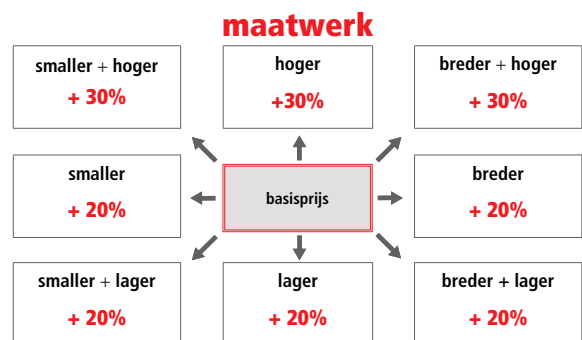 maatwerk
smaller + hoger
+ 30%
hoger
+30%
breder + hoger
+ 30%
smaller
+ 20%
basisprijs
breder
+ 20%
smaller + lager
+ 20%
lager
+ 20%
breder + lager
+ 20%